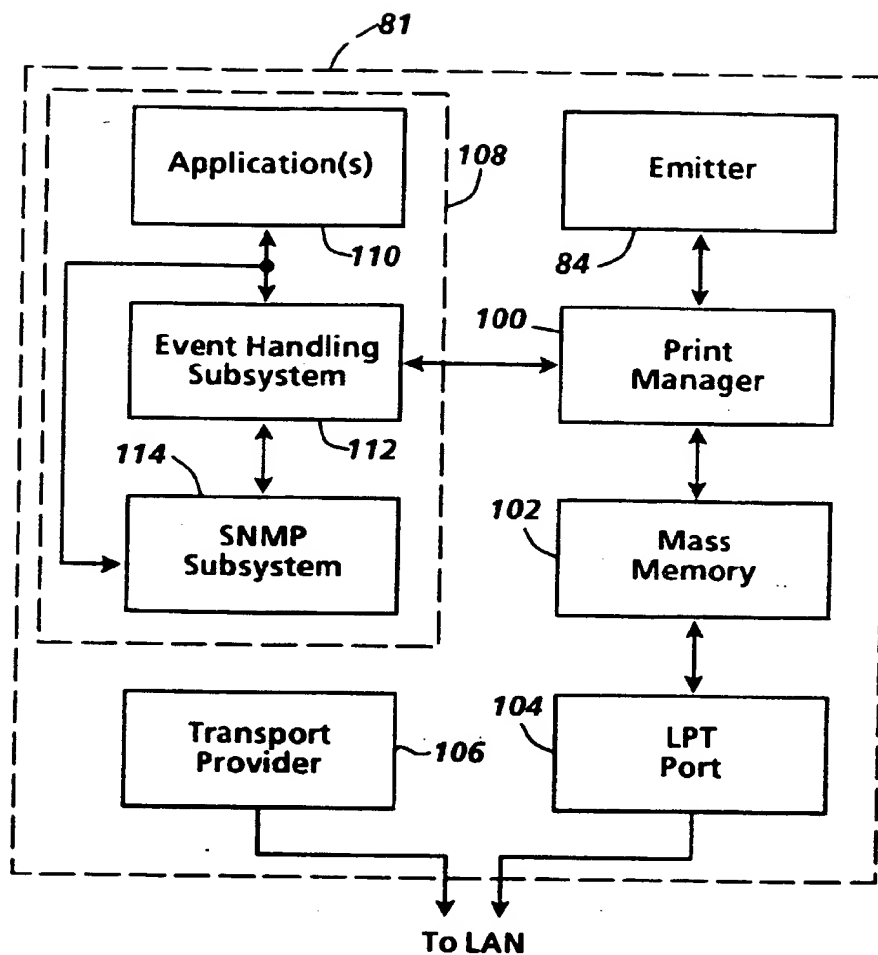 81
Application(s)
108
Emitter
110
84
100
Event Handling
Subsystem
Print
Manager
112
114
102
SNMP
Subsystem
Mass
Memory
Transport
Provider
106
104
LPT
Port
To LAN